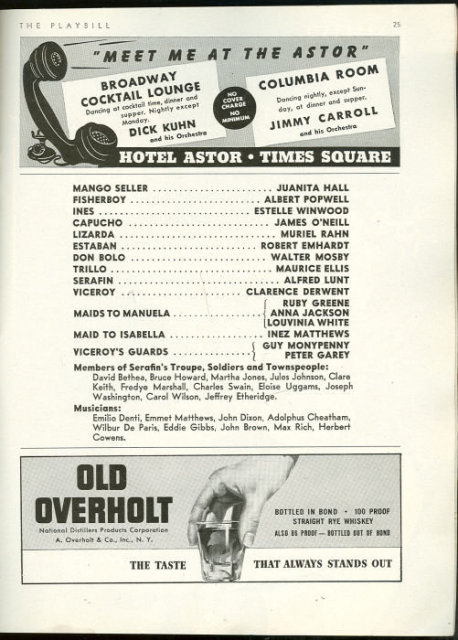 THE PLAYBILL 25
"MEET ME AT THE ASTOR"
BROADWAY
COCKTAIL LOUNGE
Dancing at cocktail time, dinner and
supper. Nightly except
Monday.
DICK KUHN
and his Orchestra
NO
COVER
CHARGE
NO
MINIMUM
COLUMBIA ROOM
Dancing nightly, except Sun-
day, at dinner and supper.
JIMMY CARROLL
and his Orchestra
HOTEL ASTOR • TIMES SQUARE
MANGO SELLER ........................ JUANITA HALL
FISHERBOY ........................ ALBERT POPWELL
INES ........................ ESTELLE WINWOOD
CAPUCHO ........................ JAMES O'NEILL
LIZARDA ........................ MURIEL RAHN
ESTABAN ........................ ROBERT EMHARDT
DON BOLO ........................ WALTER MOSBY
TRILLO ........................ MAURICE ELLIS
SERAFIN ........................ ALFRED LUNT
VICEROY ........................ CLARENCE DERWENT
RUBY GREENE
MAIDS TO MANUELA ................ ANNA JACKSON
LOUVINIA WHITE
MAID TO ISABELLA ................ INEZ MATTHEWS
VICEROY'S GUARDS ................ GUY MONYPENNY
PETER GAREY
Members of Serafin's Troupe, Soldiers and Townspeople:
David Bethea, Bruce Howard, Martha Jones, Jules Johnson, Clare
Keith, Fredye Marshall, Charles Swain, Eloise Uggams, Joseph
Washington, Carol Wilson, Jeffrey Etheridge.
Musicians:
Emilio Denti, Emmet Matthews, John Dixon, Adolphus Cheatham,
Wilbur De Paris, Eddie Gibbs, John Brown, Max Rich, Herbert
Cowens.
OLD
OVERHOLT
National Distillers Products Corporation
A. Overholt & Co., Inc., N. Y.
BOTTLED IN BOND • 100 PROOF
STRAIGHT RYE WHISKEY
ALSO 86 PROOF — BOTTLED OUT OF BOND
THE TASTE THAT ALWAYS STANDS OUT